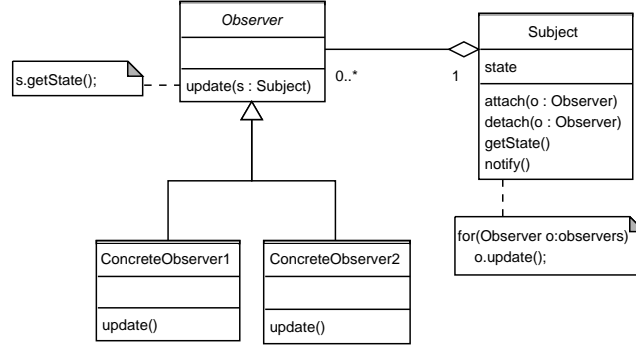 Observer
Subject
state
s.getState();
update(s : Subject)
0..*
1
attach(o : Observer)
detach(o : Observer)
getState()
notify()
for(Observer o:observers)
o.update();
ConcreteObserver1
ConcreteObserver2
update()
update()